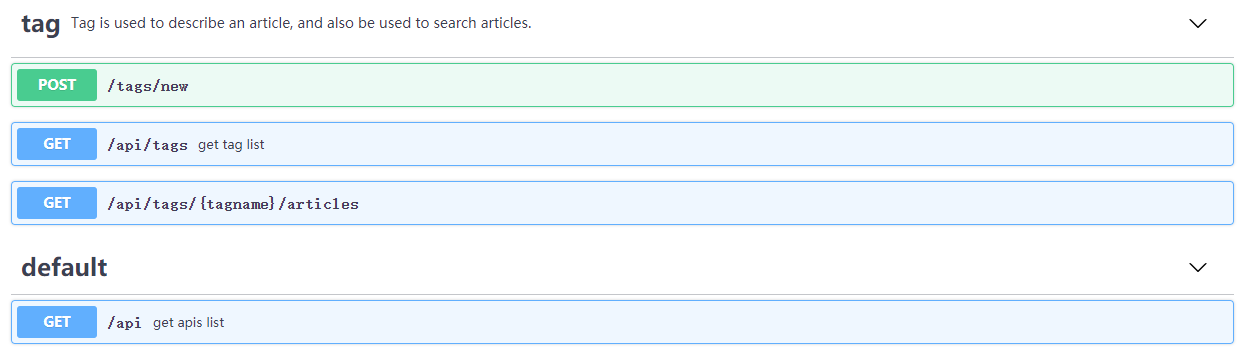 tag Tag is used to describe an article, and also be used to search articles.
POST /tags/new
GET /api/tags get tag list
GET /api/tags/{tagname}/articles
default
GET /api get apis list